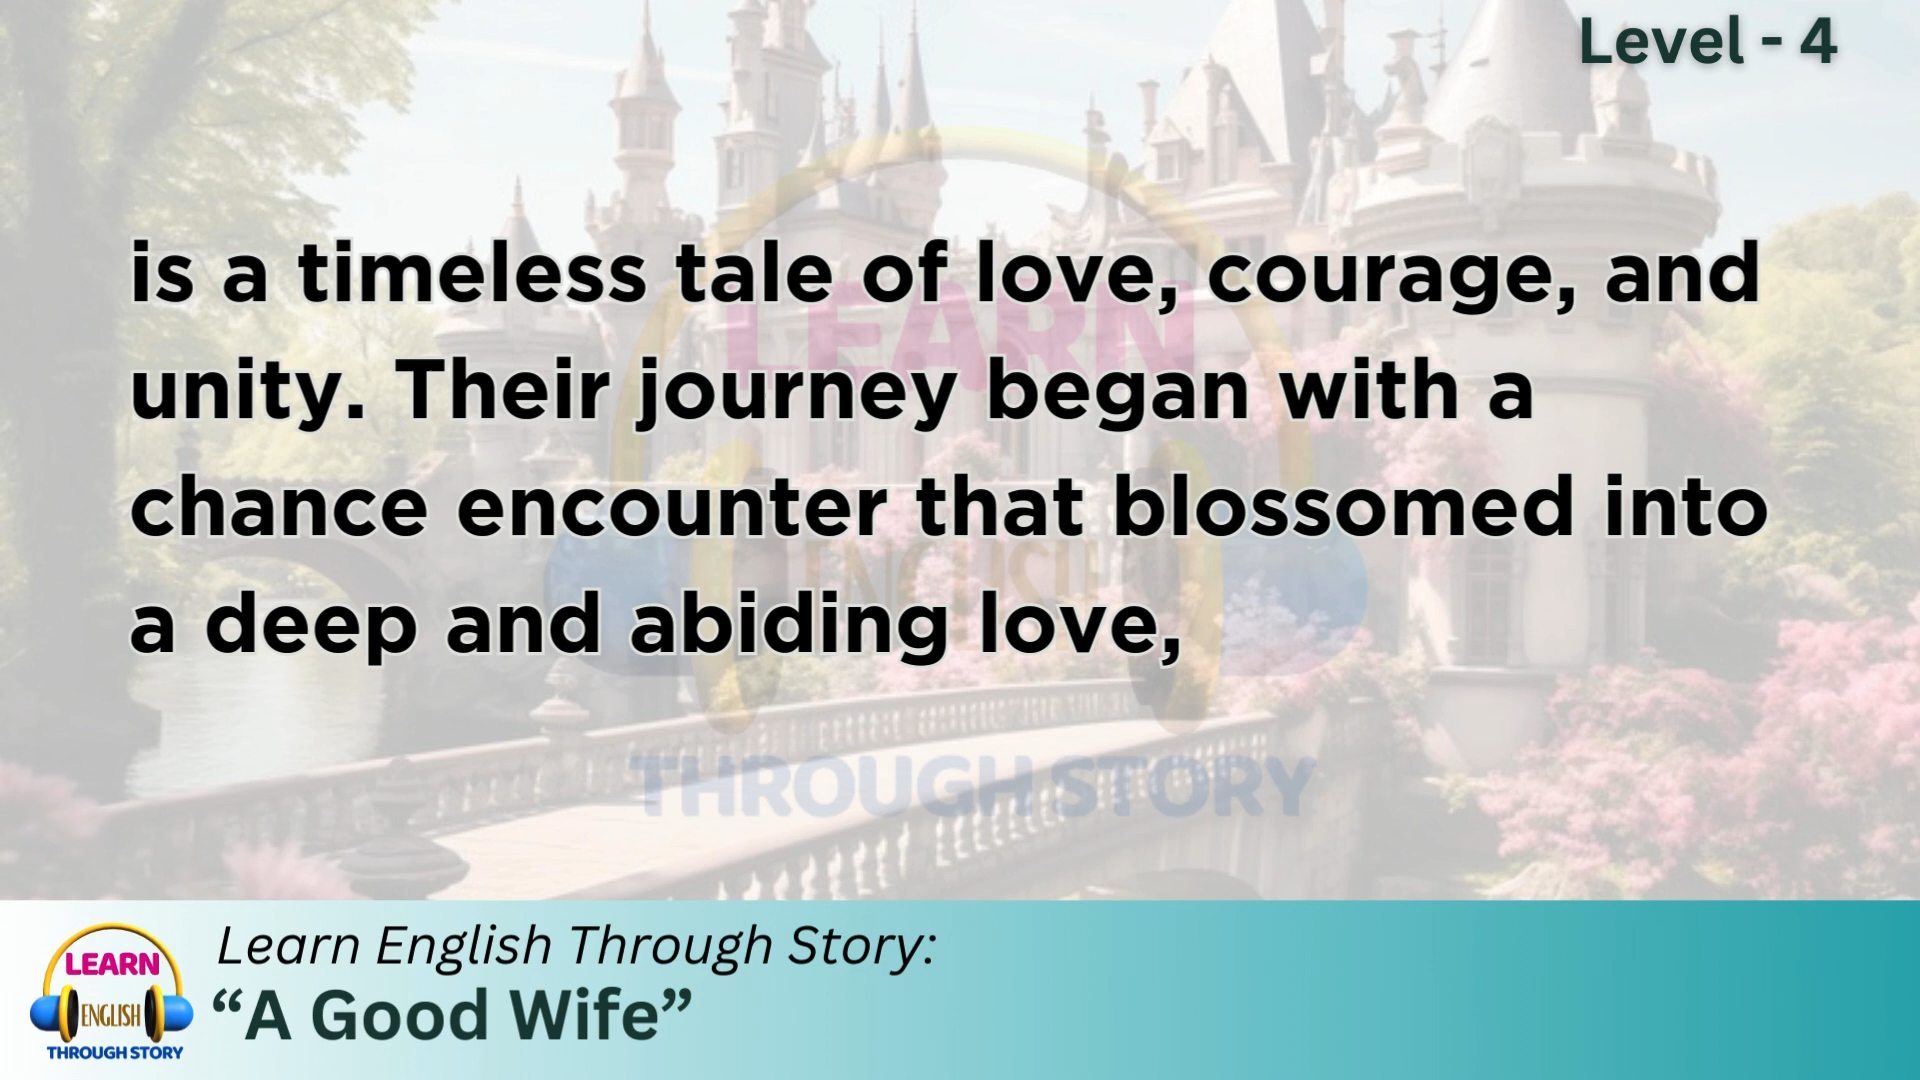 Level - 4
is a timeless tale of love, courage, and
unity. Their journey began with a
chance encounter that blossomed into
a deep and abiding love,
LEARN
ENGLISH
THROUGH STORY
Learn English Through Story:
“A Good Wife”
LEARN
ENGLISH
THROUGH STORY